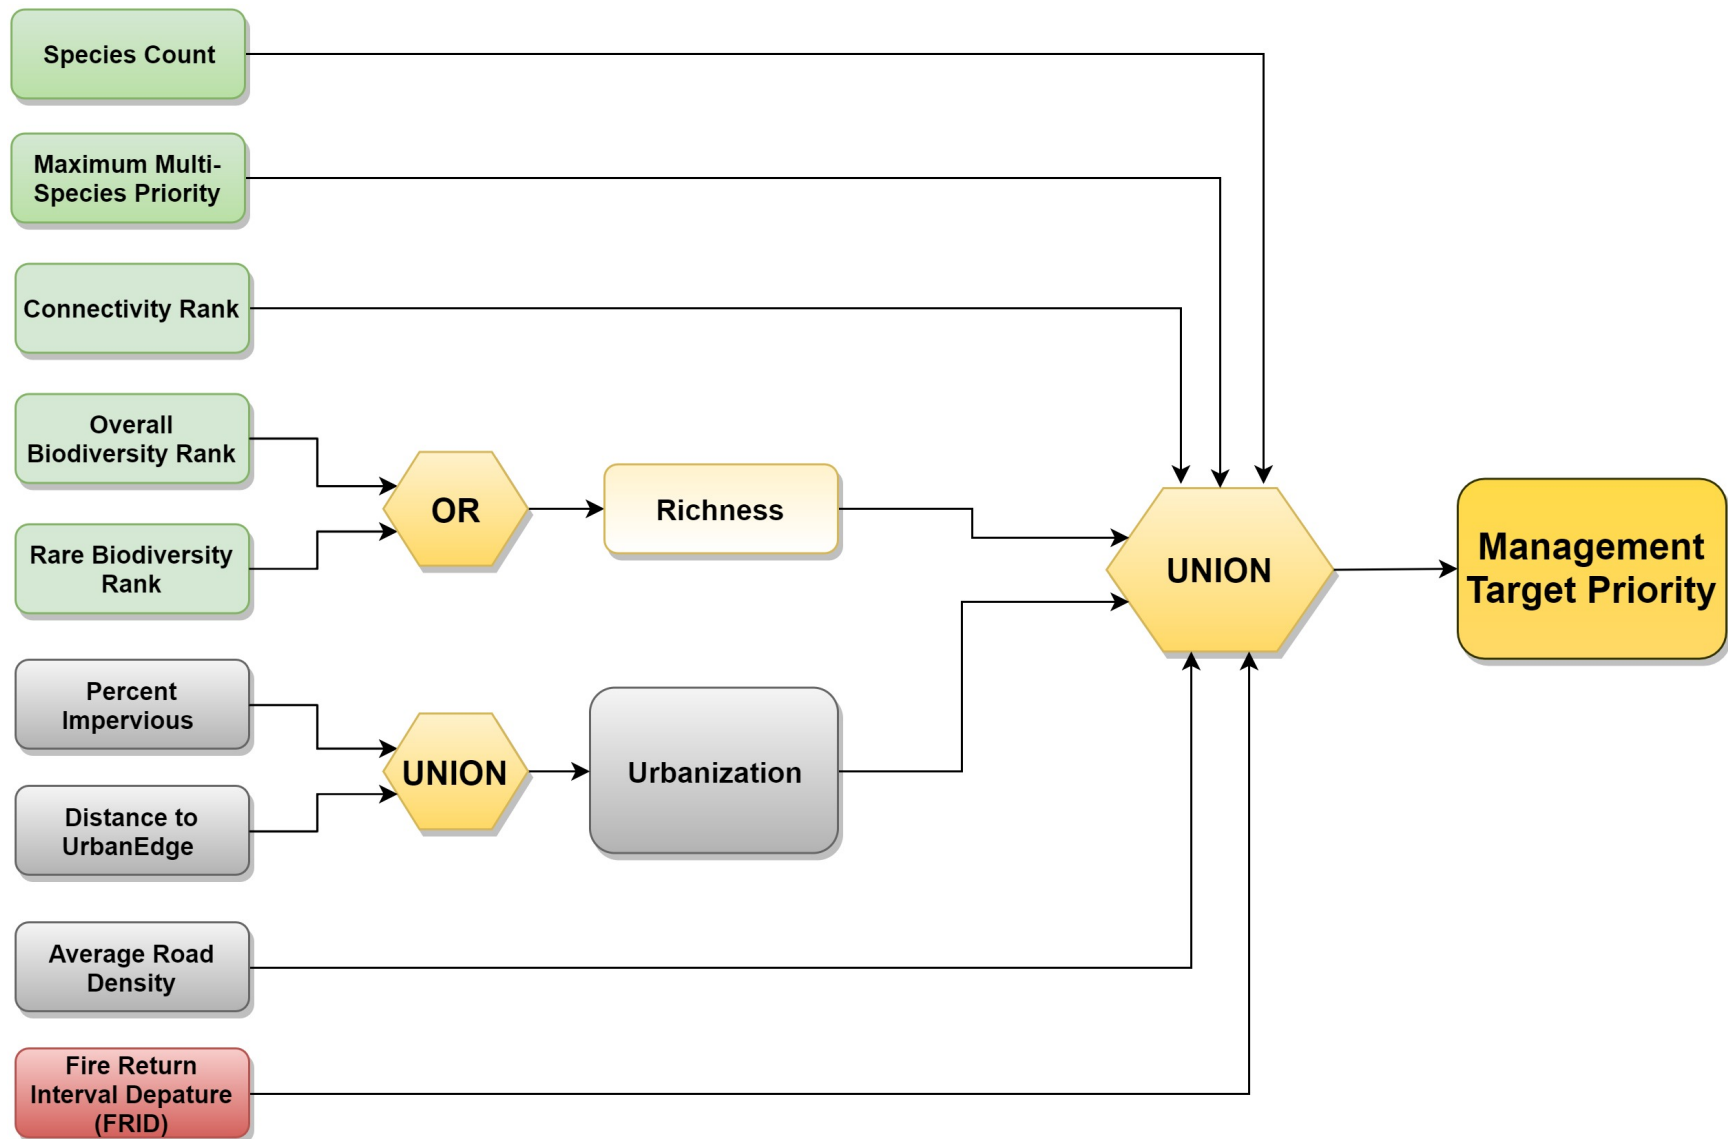 Species Count
Maximum Multi-
Species Priority
Connectivity Rank
Overall
Biodiversity Rank
OR
Richness
Rare Biodiversity
Rank
UNION
Management
Target Priority
Percent
Impervious
UNION
Urbanization
Distance to
UrbanEdge
Average Road
Density
Fire Return
Interval Depature
(FRID)